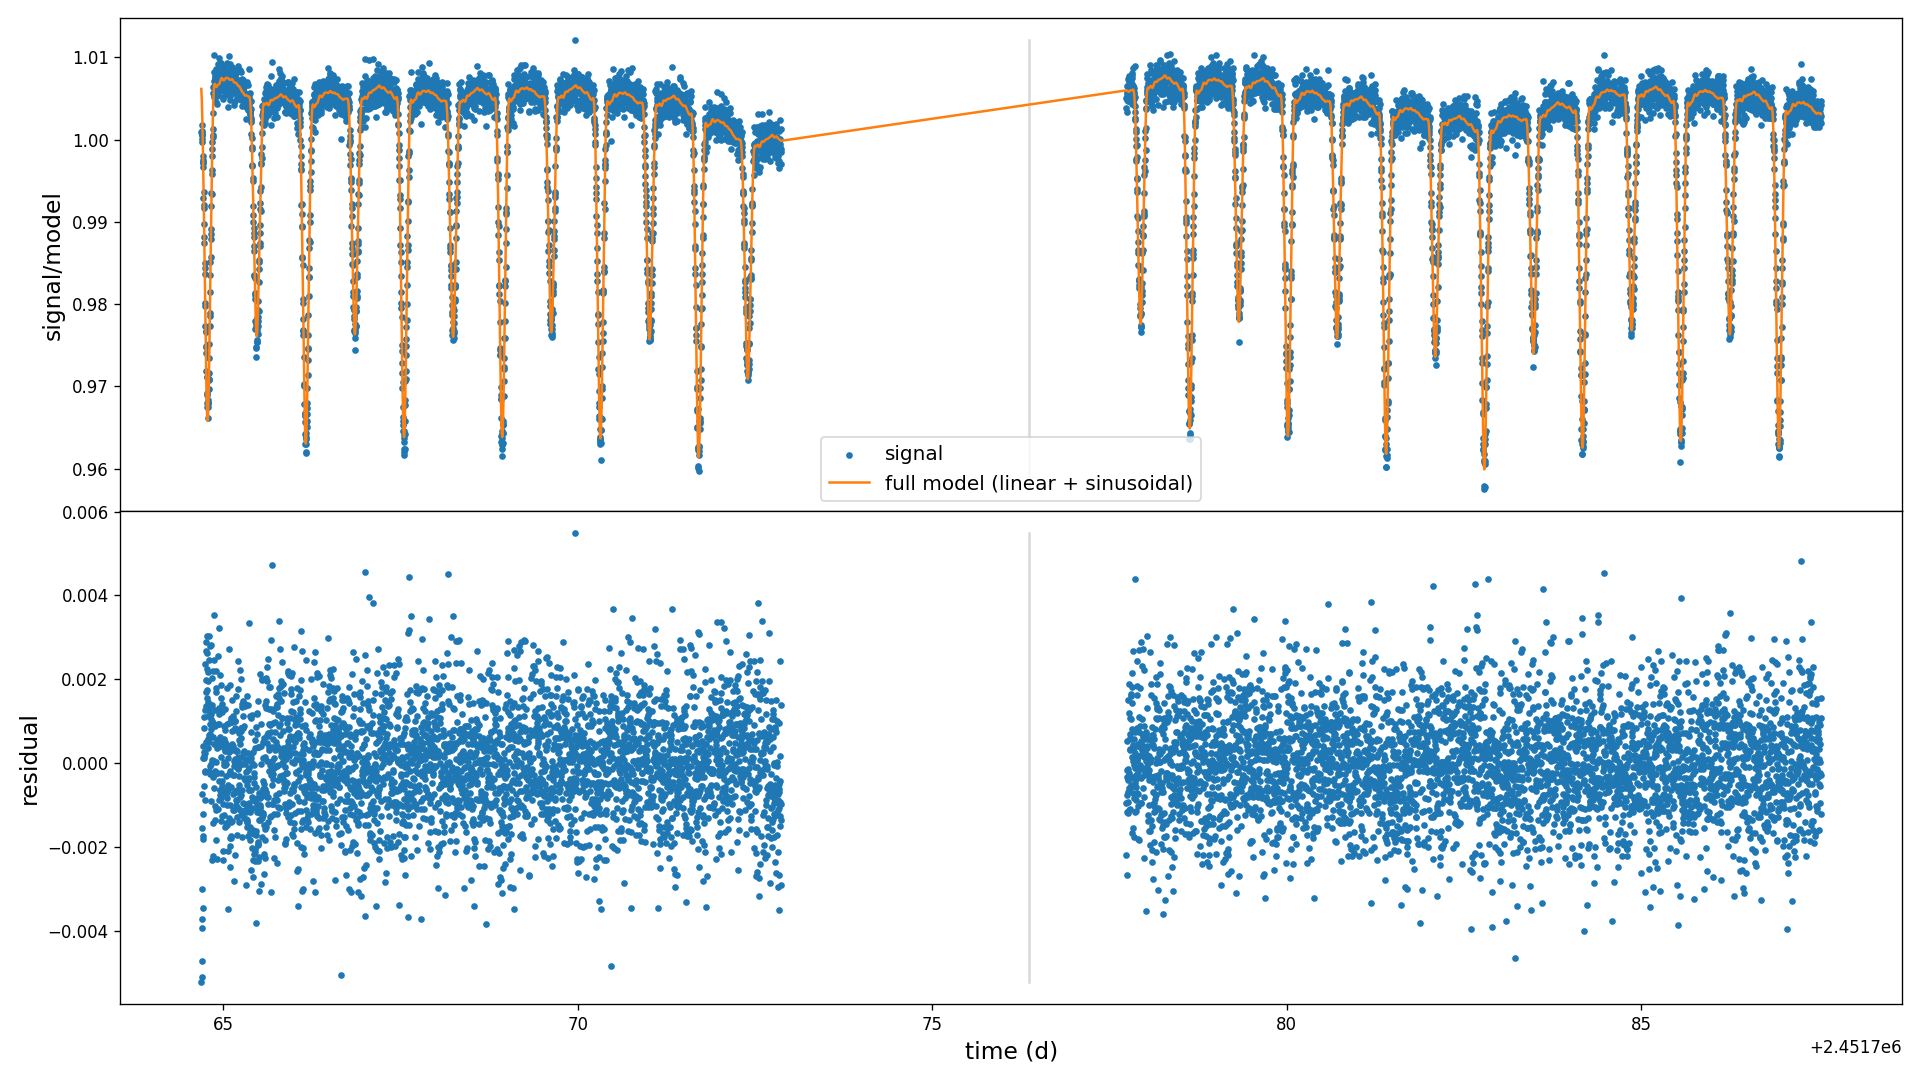 1.01
1.00
0.99
0.98
0.97
0.96
signal/model
signal
full model (linear + sinusoidal)
0.006
0.004
0.002
0.000
−0.002
−0.004
residual
65
70
75
80
85
time (d)
+2.4517e6